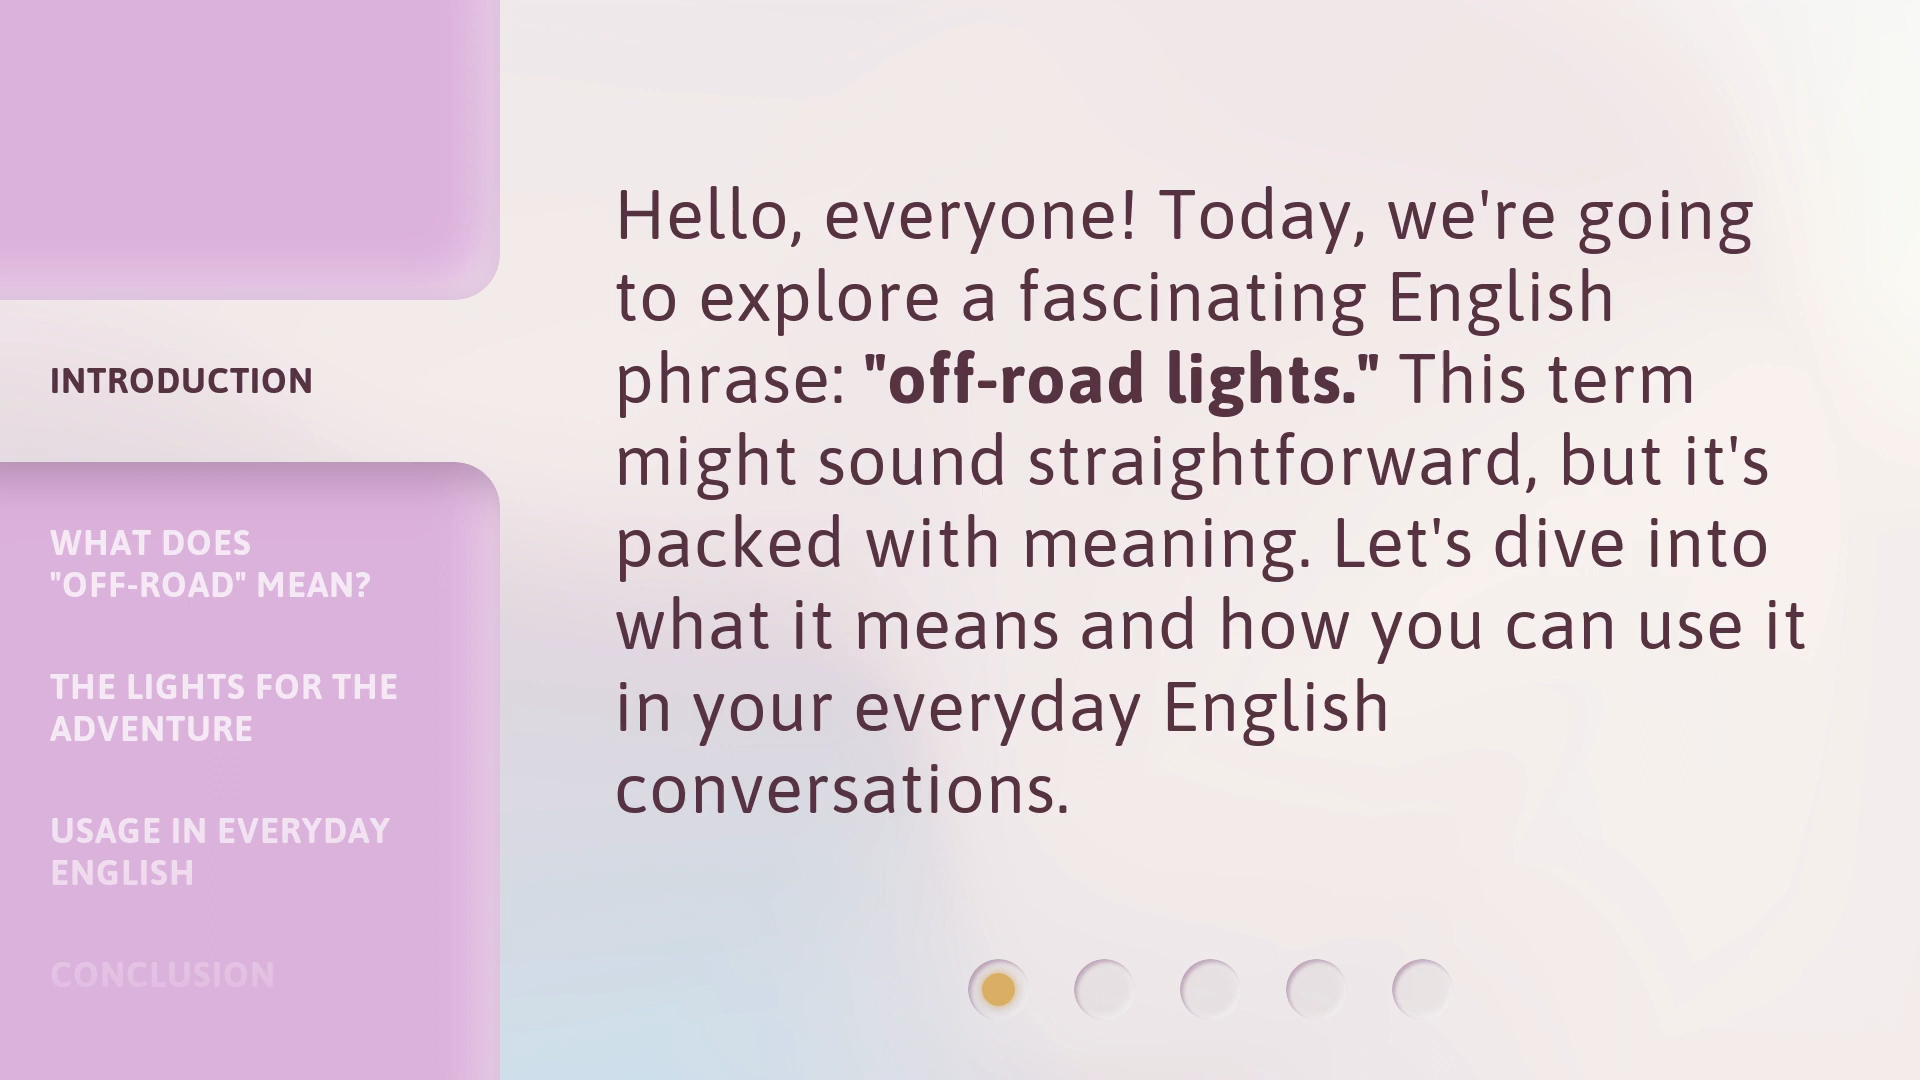 INTRODUCTION
WHAT DOES
"OFF-ROAD" MEAN?
THE LIGHTS FOR THE
ADVENTURE
USAGE IN EVERYDAY
ENGLISH
CONCLUSION
Hello, everyone! Today, we're going
to explore a fascinating English
phrase: "off-road lights." This term
might sound straightforward, but it's
packed with meaning. Let's dive into
what it means and how you can use it
in your everyday English
conversations.